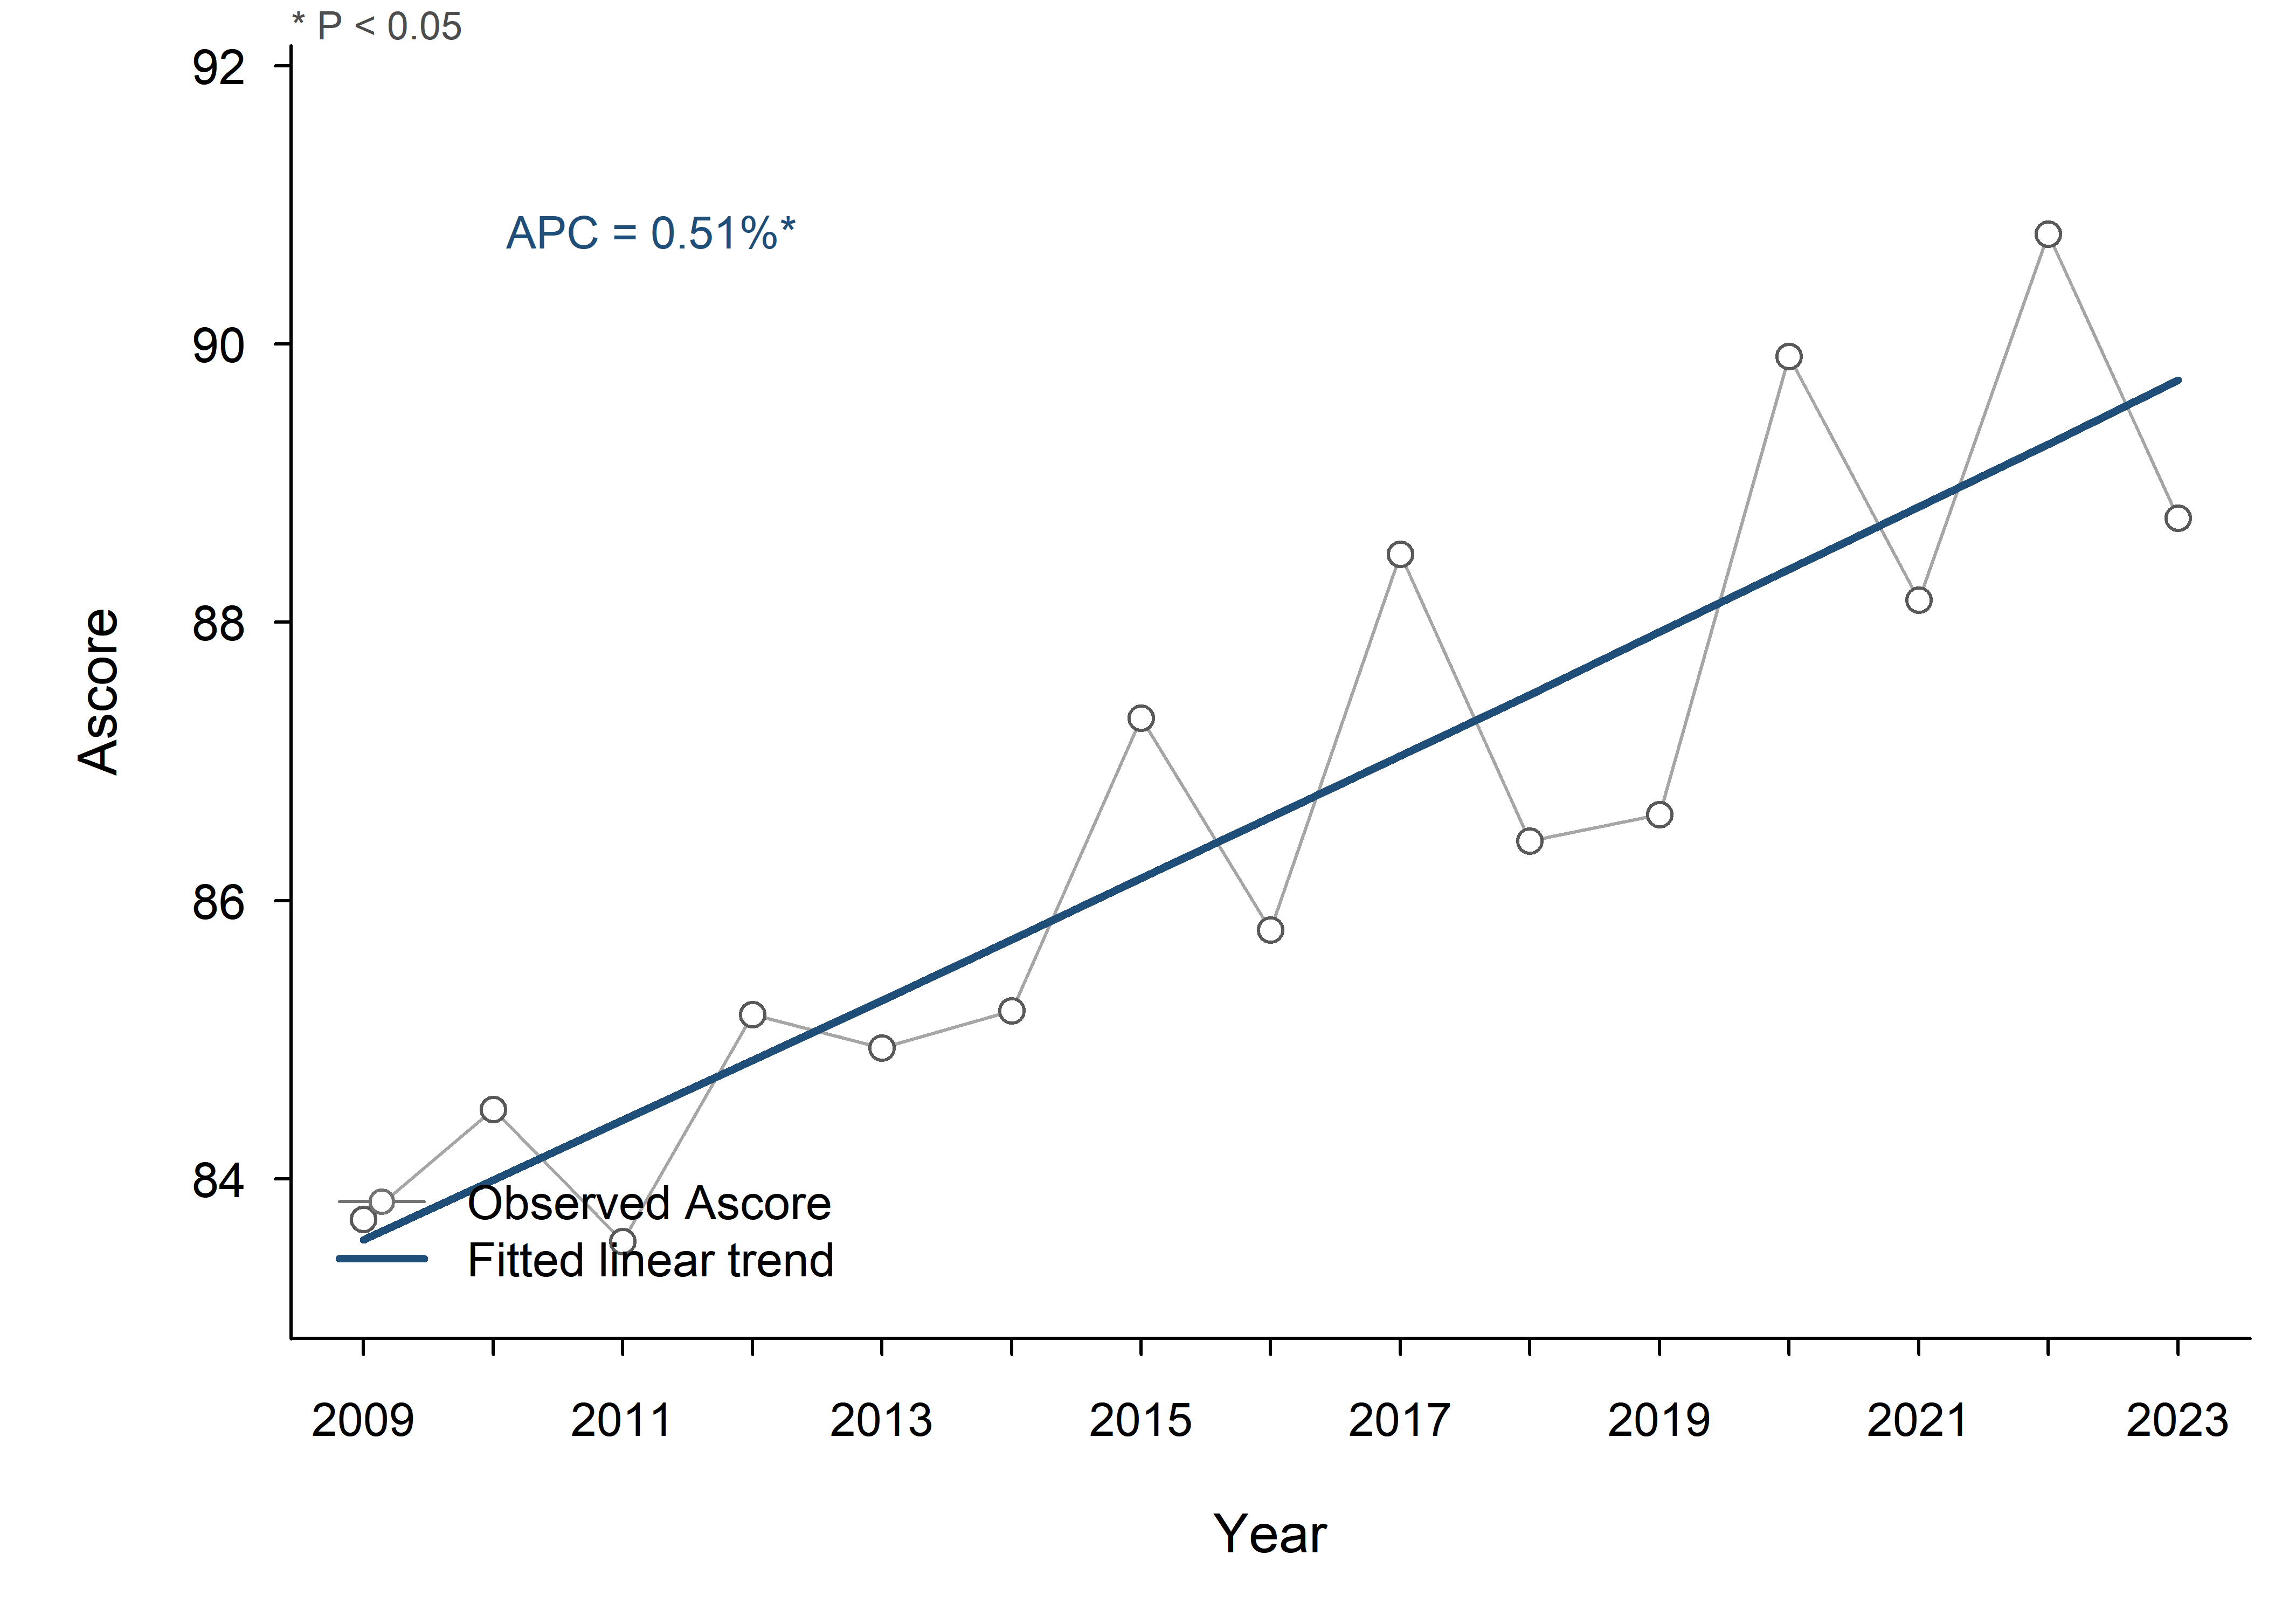 * P < 0.05
92
APC = 0.51%*
90
88
Ascore
86
84
Observed Ascore
Fitted linear trend
2009 2011 2013 2015 2017 2019 2021 2023
Year